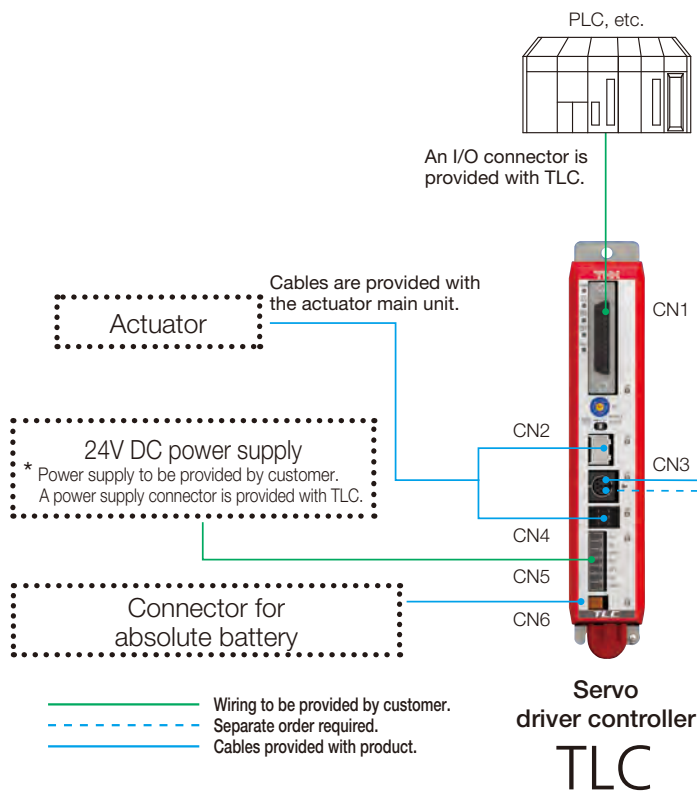 PLC, etc.
An I/O connector is
provided with TLC.
Cables are provided with
the actuator main unit.
CN1
Actuator
CN2
24V DC power supply
* Power supply to be provided by customer.
A power supply connector is provided with TLC.
CN3
CN4
CN5
Connector for
absolute battery
CN6
TLC
Wiring to be provided by customer.
Separate order required.
Cables provided with product.
Servo
driver controller
TLC